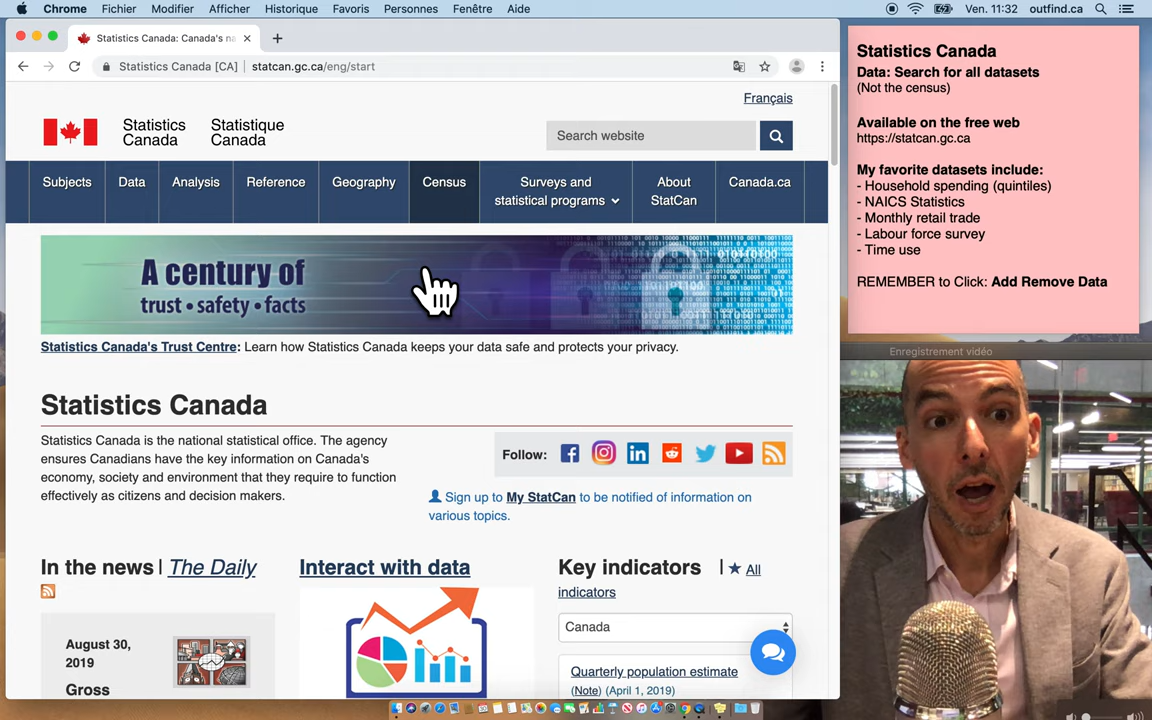 Chrome Fichier Modifier Afficher Historique Favoris Personnes Fenêtre Aide Ven. 11:32 outfind.ca
Statistics Canada: Canada's na
Statistics Canada [CA] statcan.gc.ca/eng/start
Français
Statistics Canada
Statistique Canada
Search website
Subjects
Data
Analysis
Reference
Geography
Census
Surveys and
statistical programs
About
StatCan
Canada.ca
A century of
trust • safety • facts
Statistics Canada's Trust Centre: Learn how Statistics Canada keeps your data safe and protects your privacy.
Statistics Canada
Statistics Canada is the national statistical office. The agency
ensures Canadians have the key information on Canada's
economy, society and environment that they require to function
effectively as citizens and decision makers.
Follow:
Sign up to My StatCan to be notified of information on
various topics.
In the news | The Daily
August 30,
2019
Gross
Interact with data
Key indicators | ★ All
indicators
Canada
Quarterly population estimate
(Note) (April 1, 2019)
Statistics Canada
Data: Search for all datasets
(Not the census)
Available on the free web
https://statcan.gc.ca
My favorite datasets include:
- Household spending (quintiles)
- NAICS Statistics
- Monthly retail trade
- Labour force survey
- Time use
REMEMBER to Click: Add Remove Data
Enregistrement vidéo